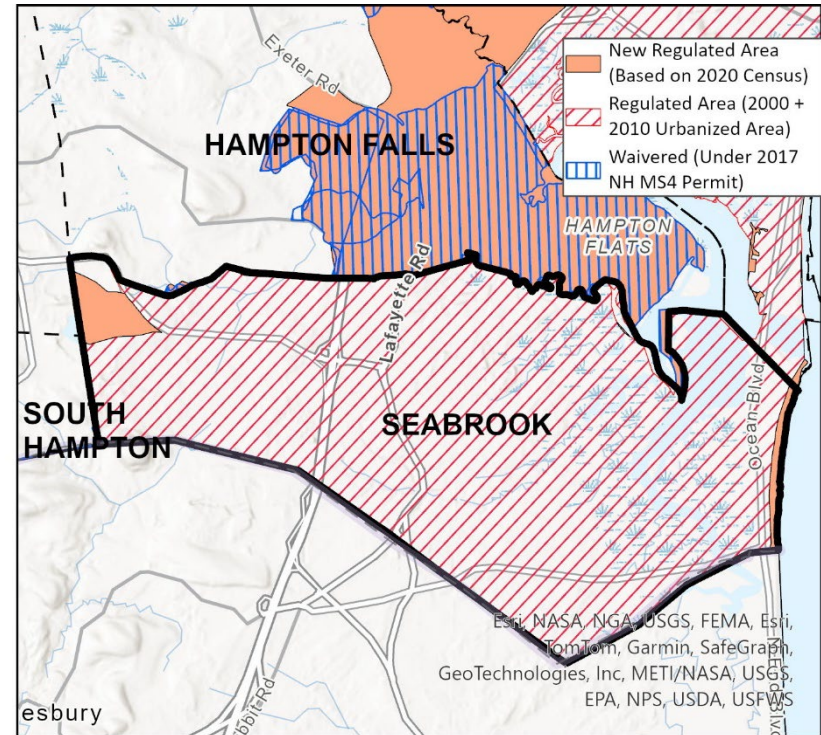 Exeter Rd
New Regulated Area
(Based on 2020 Census)
Regulated Area (2000 +
2010 Urbanized Area)
Waivered (Under 2017
NH MS4 Permit)
HAMPTON FALLS
HAMPTON
FLATS
Lafayette Rd
SOUTH
HAMPTON
SEABROOK
Ocean Blvd
Esri, NASA, NGA, USGS, FEMA, Esri,
TomTom, Garmin, SafeGraph,
GeoTechnologies, Inc, METI/NASA, USGS,
EPA, NPS, USDA, USFWS
esbury
bbit Rd